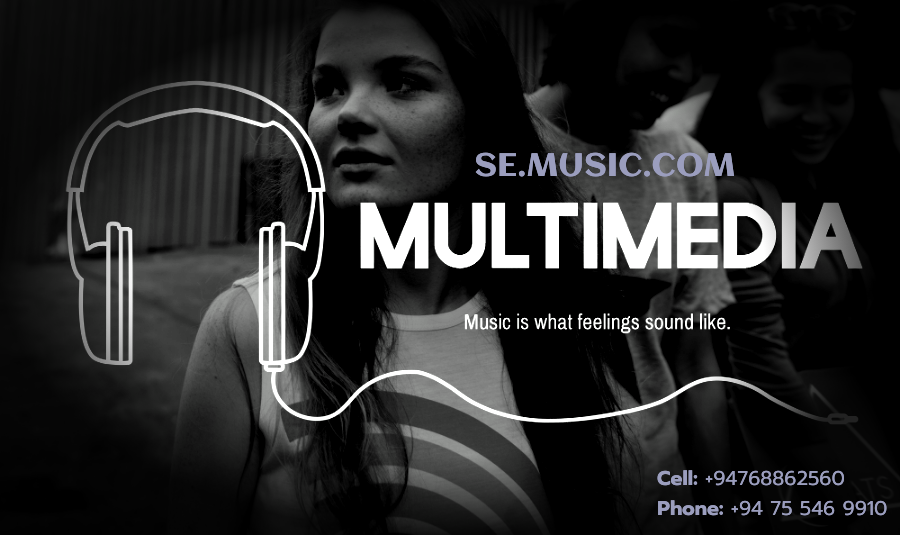 SE.MUSIC.COM
MULTIMEDIA
Music is what feelings sound like.
Cell: +94768862560
Phone: +94 75 546 9910